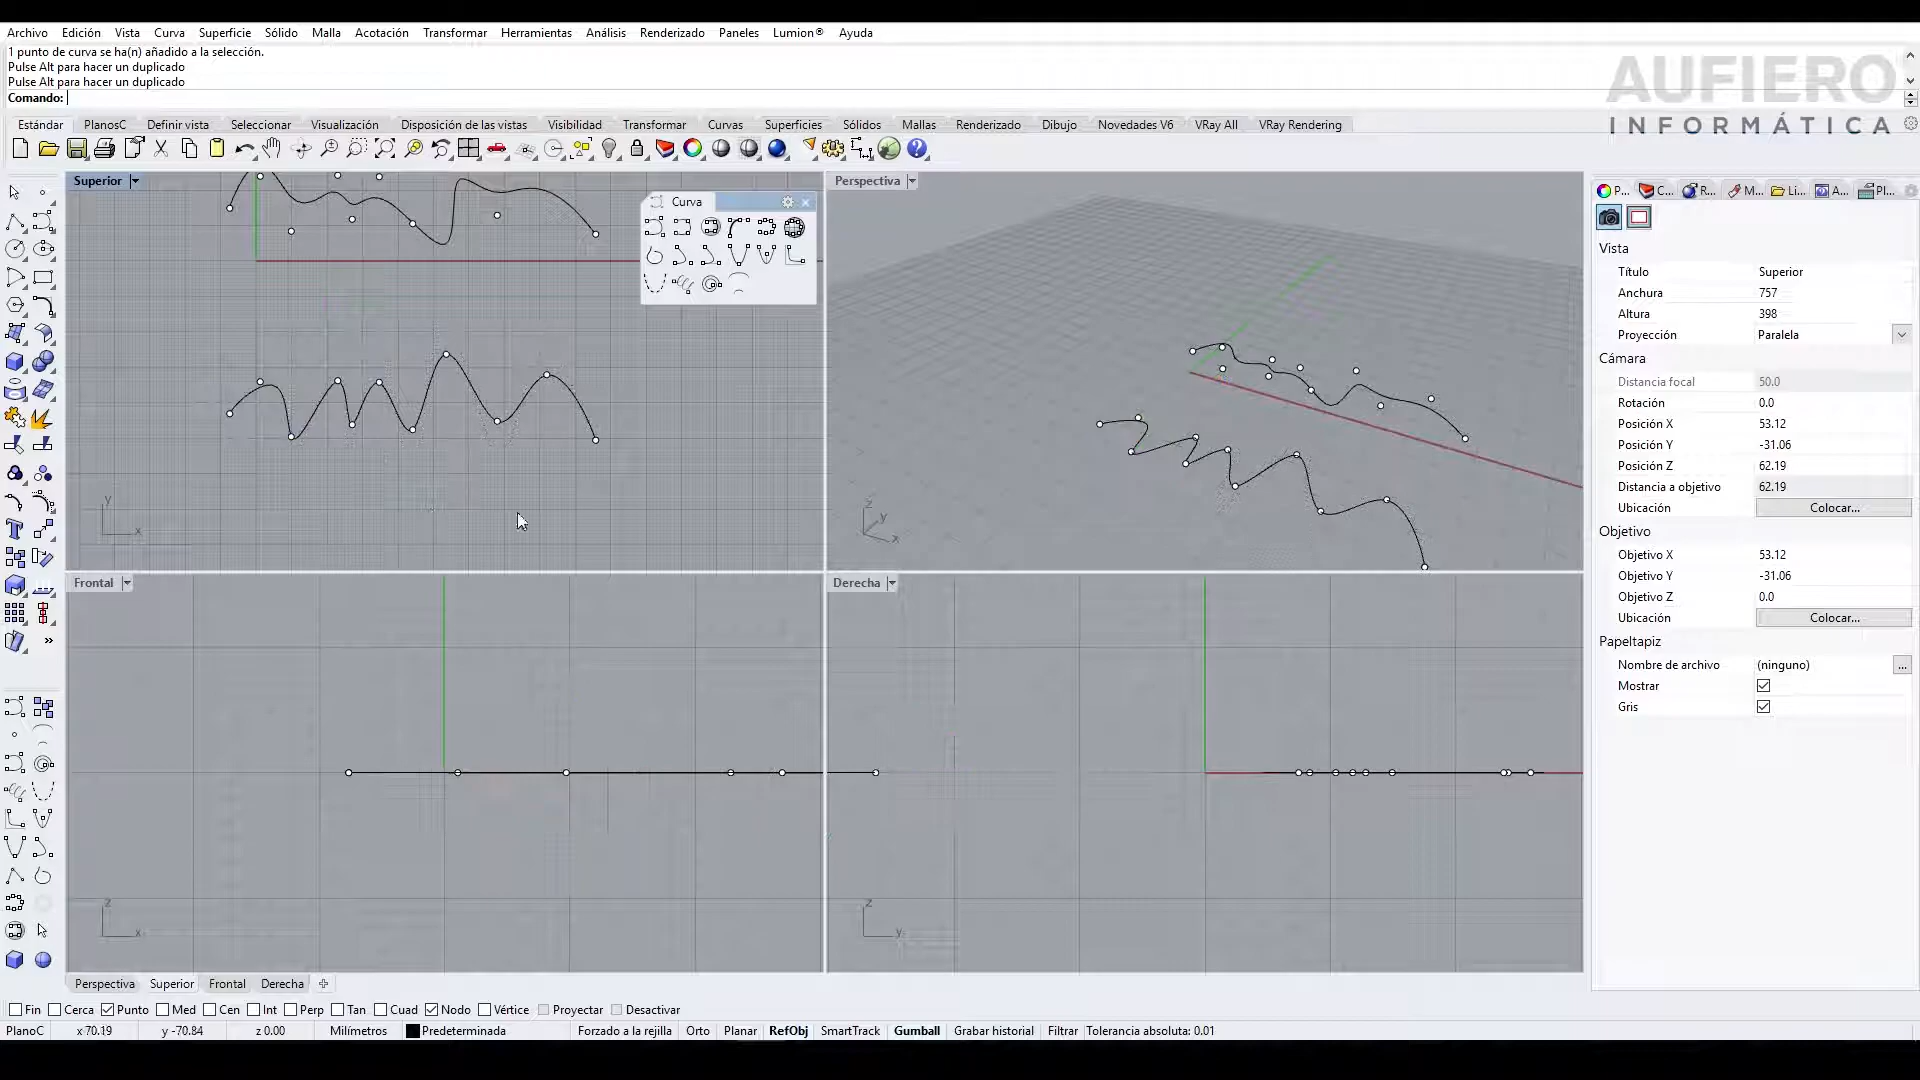 Archivo Edición Vista Curva Superficie Sólido Malla Acotación Transformar Herramientas Análisis Renderizado Paneles Lumion® Ayuda
1 punto de curva se ha(n) añadido a la selección.
Pulse Alt para hacer un duplicado
Pulse Alt para hacer un duplicado
Comando:
AUFIERO
INFORMÁTICA
Estándar PlanosC Definir vista Seleccionar Visualización Disposición de las vistas Visibilidad Transformar Curvas Superficies Sólidos Mallas Renderizado Dibujo Novedades V6 VRay All VRay Rendering
Superior
Perspectiva
Curva
P... C... R... M... Li... A... Pl...
Vista
Título Superior
Anchura 757
Altura 398
Proyección Paralela
Cámara
Distancia focal 50.0
Rotación 0.0
Posición X 53.12
Posición Y -31.06
Posición Z 62.19
Distancia a objetivo 62.19
Ubicación Colocar...
Objetivo
Objetivo X 53.12
Objetivo Y -31.06
Objetivo Z 0.0
Ubicación Colocar...
Papeltapiz
Nombre de archivo (ninguno) ...
Mostrar
Gris
y
x
z
y
x
Frontal
Derecha
z
x
z
y
Perspectiva Superior Frontal Derecha
Fin Cerca Punto Med Cen Int Perp Tan Cuad Nodo Vértice Proyectar Desactivar
PlanoC x 70.19 y -70.84 z 0.00 Milímetros Predeterminada Forzado a la rejilla Orto Planar RefObj SmartTrack Gumball Grabar historial Filtrar Tolerancia absoluta: 0.01